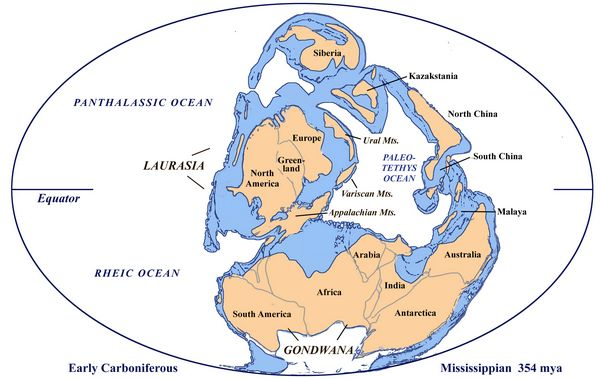 Siberia
Kazakstania
PANTHALASSIC OCEAN
North China
Europe
Ural Mts.
LAURASIA
PALEO-
TETHYS
OCEAN
South China
Green-
land
North
America
Variscan Mts.
Equator
Appalachian Mts.
Malaya
RHEIC OCEAN
Arabia
Australia
India
Africa
South America
Antarctica
GONDWANA
Early Carboniferous
Mississippian 354 mya